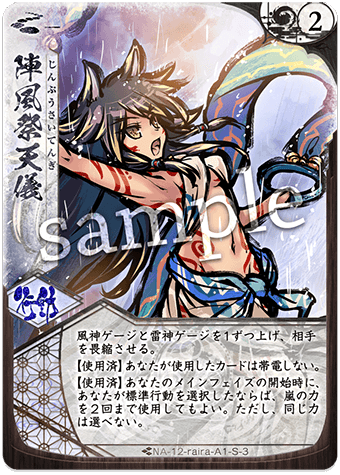 2
陣風祭天儀
じんぷうさいてんぎ
sample
付与
風神ゲージと雷神ゲージを1ずつ上げ、相手
を畏縮させる。
【使用済】あなたが使用したカードは帯電しない。
【使用済】あなたのメインフェイズの開始時に、
あなたが標準行動を選択したならば、嵐の力
を2回まで使用してもよい。ただし、同じ力
は選べない。
NA-12-raira-A1-S-3